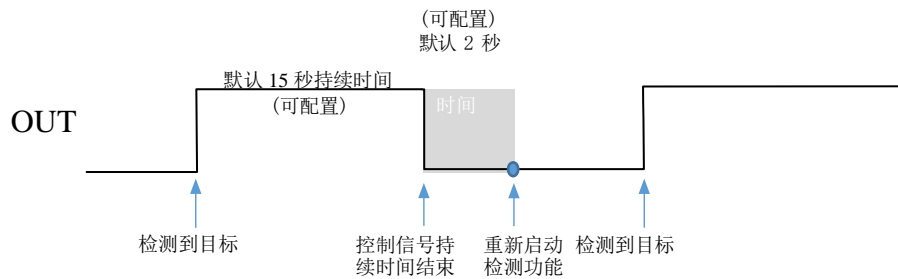 (可配置)
默认 2 秒
默认 15 秒持续时间
(可配置)
时间
OUT
检测到目标
控制信号持
续时间结束
重新启动
检测功能
检测到目标